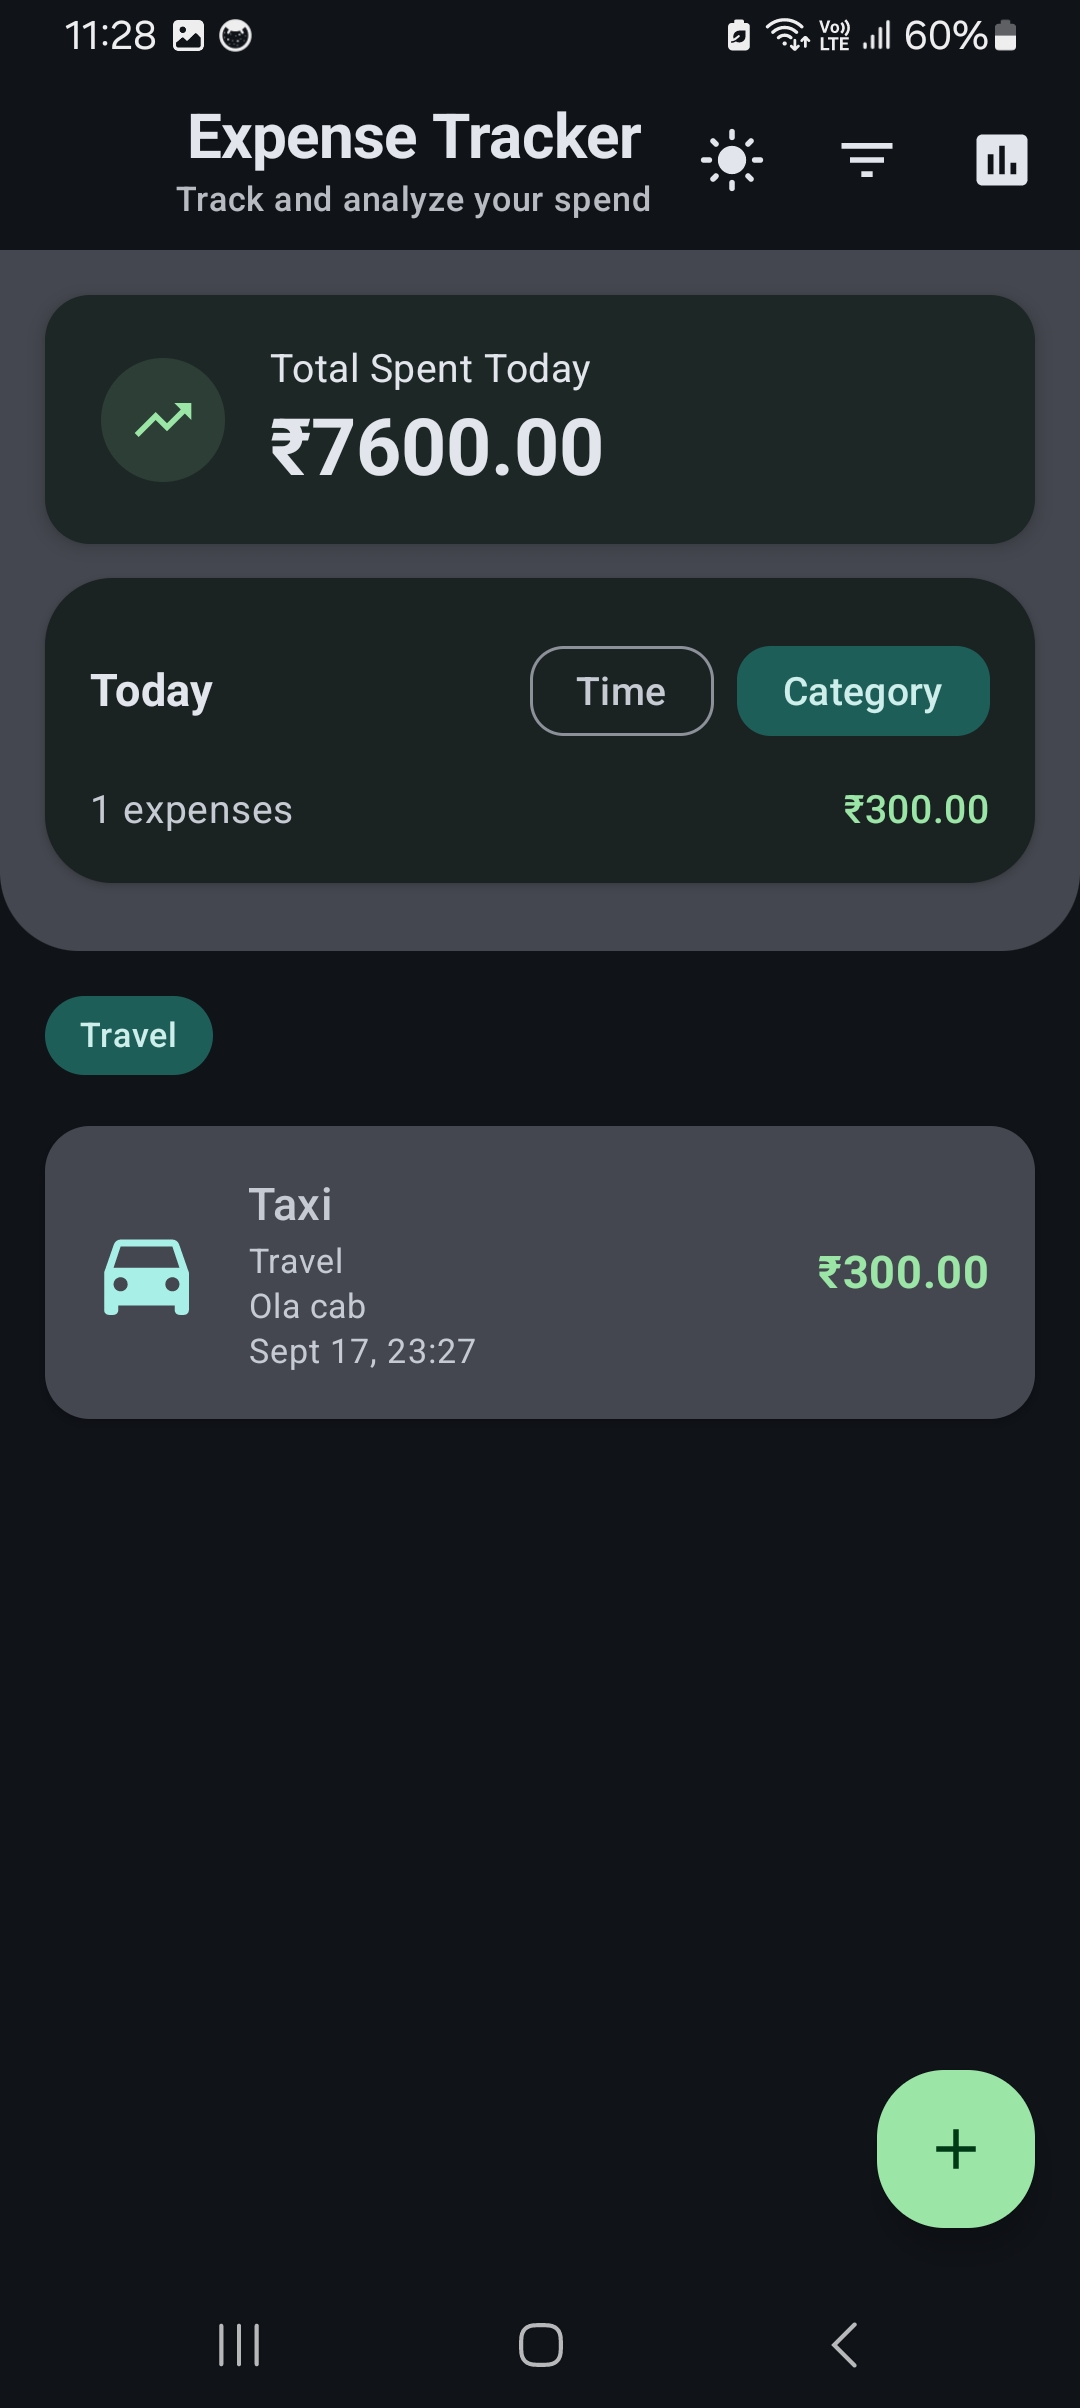 11:28
Vo)) LTE
60%
Expense Tracker
Track and analyze your spend
Total Spent Today
₹7600.00
Today
Time
Category
1 expenses
₹300.00
Travel
Taxi
Travel
Ola cab
Sept 17, 23:27
₹300.00